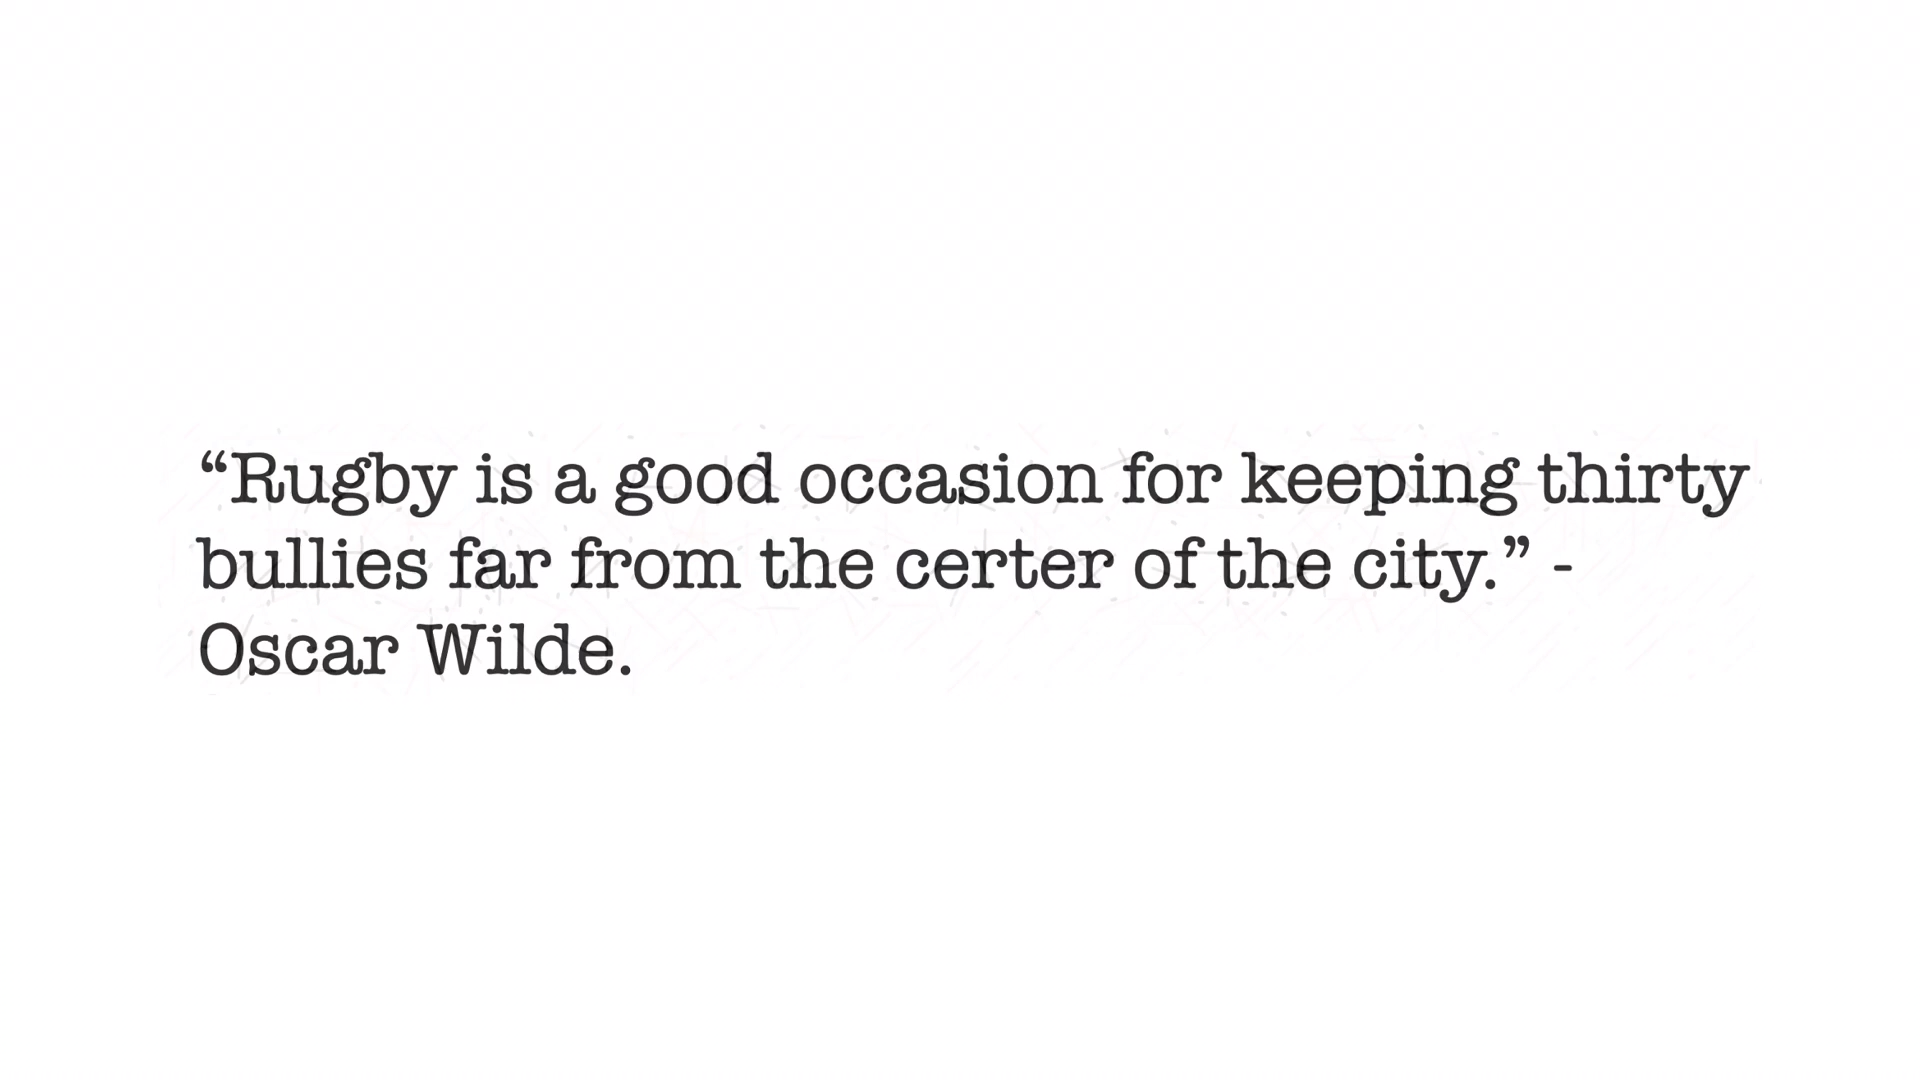 “Rugby is a good occasion for keeping thirty
bullies far from the certer of the city.” -
Oscar Wilde.